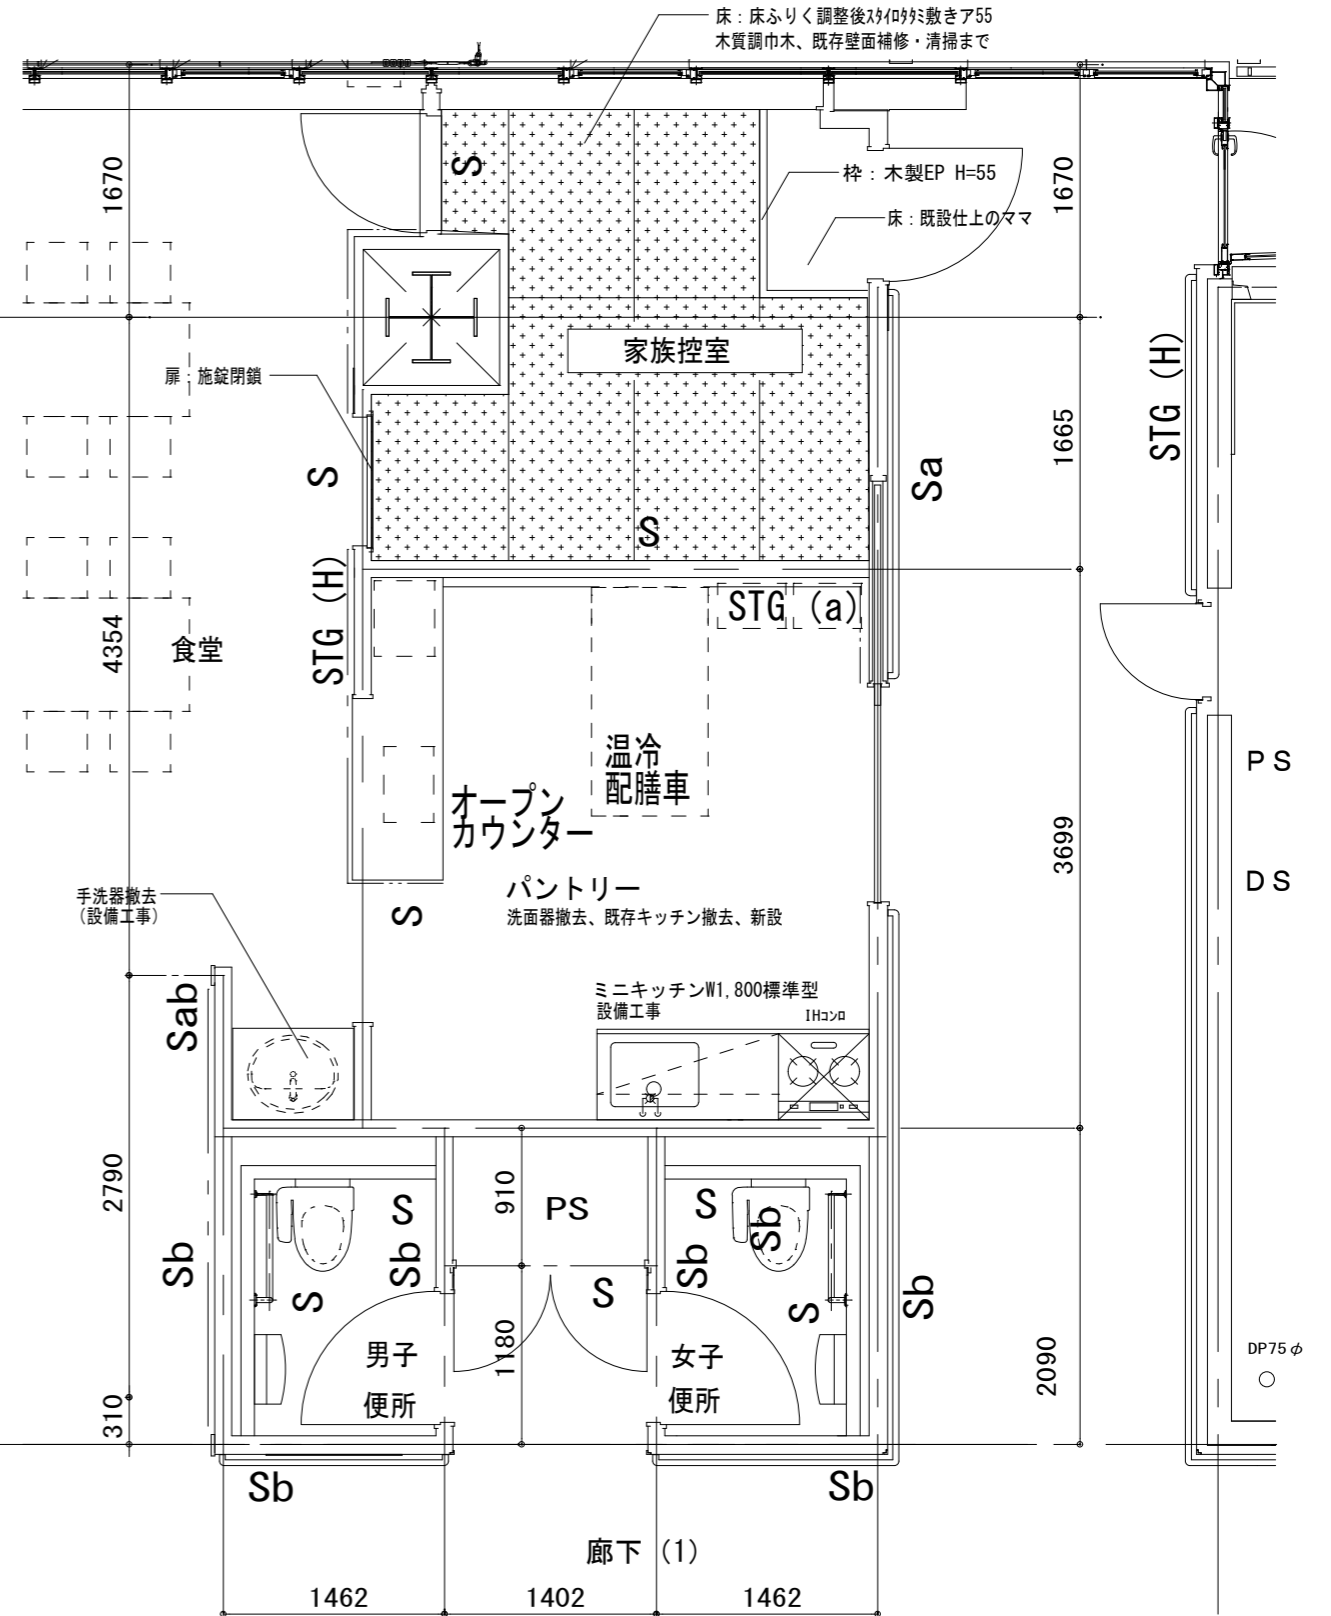 床：床ふりく調整後ｽﾀｲﾛﾀﾀﾐ敷きア55
木質調巾木、既存壁面補修・清掃まで
1670
S
枠：木製EP H=55
1670
床：既設仕上のママ
家族控室
扉：施錠閉鎖
STG (H)
1665
S
Sa
S
STG (H)
STG (a)
4354
食堂
温冷
配膳車
PS
オープン
カウンター
3699
パントリー
DS
手洗器撤去
(設備工事)
S
洗面器撤去、既存キッチン撤去、新設
Sab
ミニキッチンW1,800標準型
設備工事
IHｺﾝﾛ
2790
910
PS
S
S
Sb
Sb
Sb
Sb
Sb
S
S
S
1180
男子
便所
女子
便所
2090
DP75φ
310
Sb
Sb
廊下 (1)
1462
1402
1462